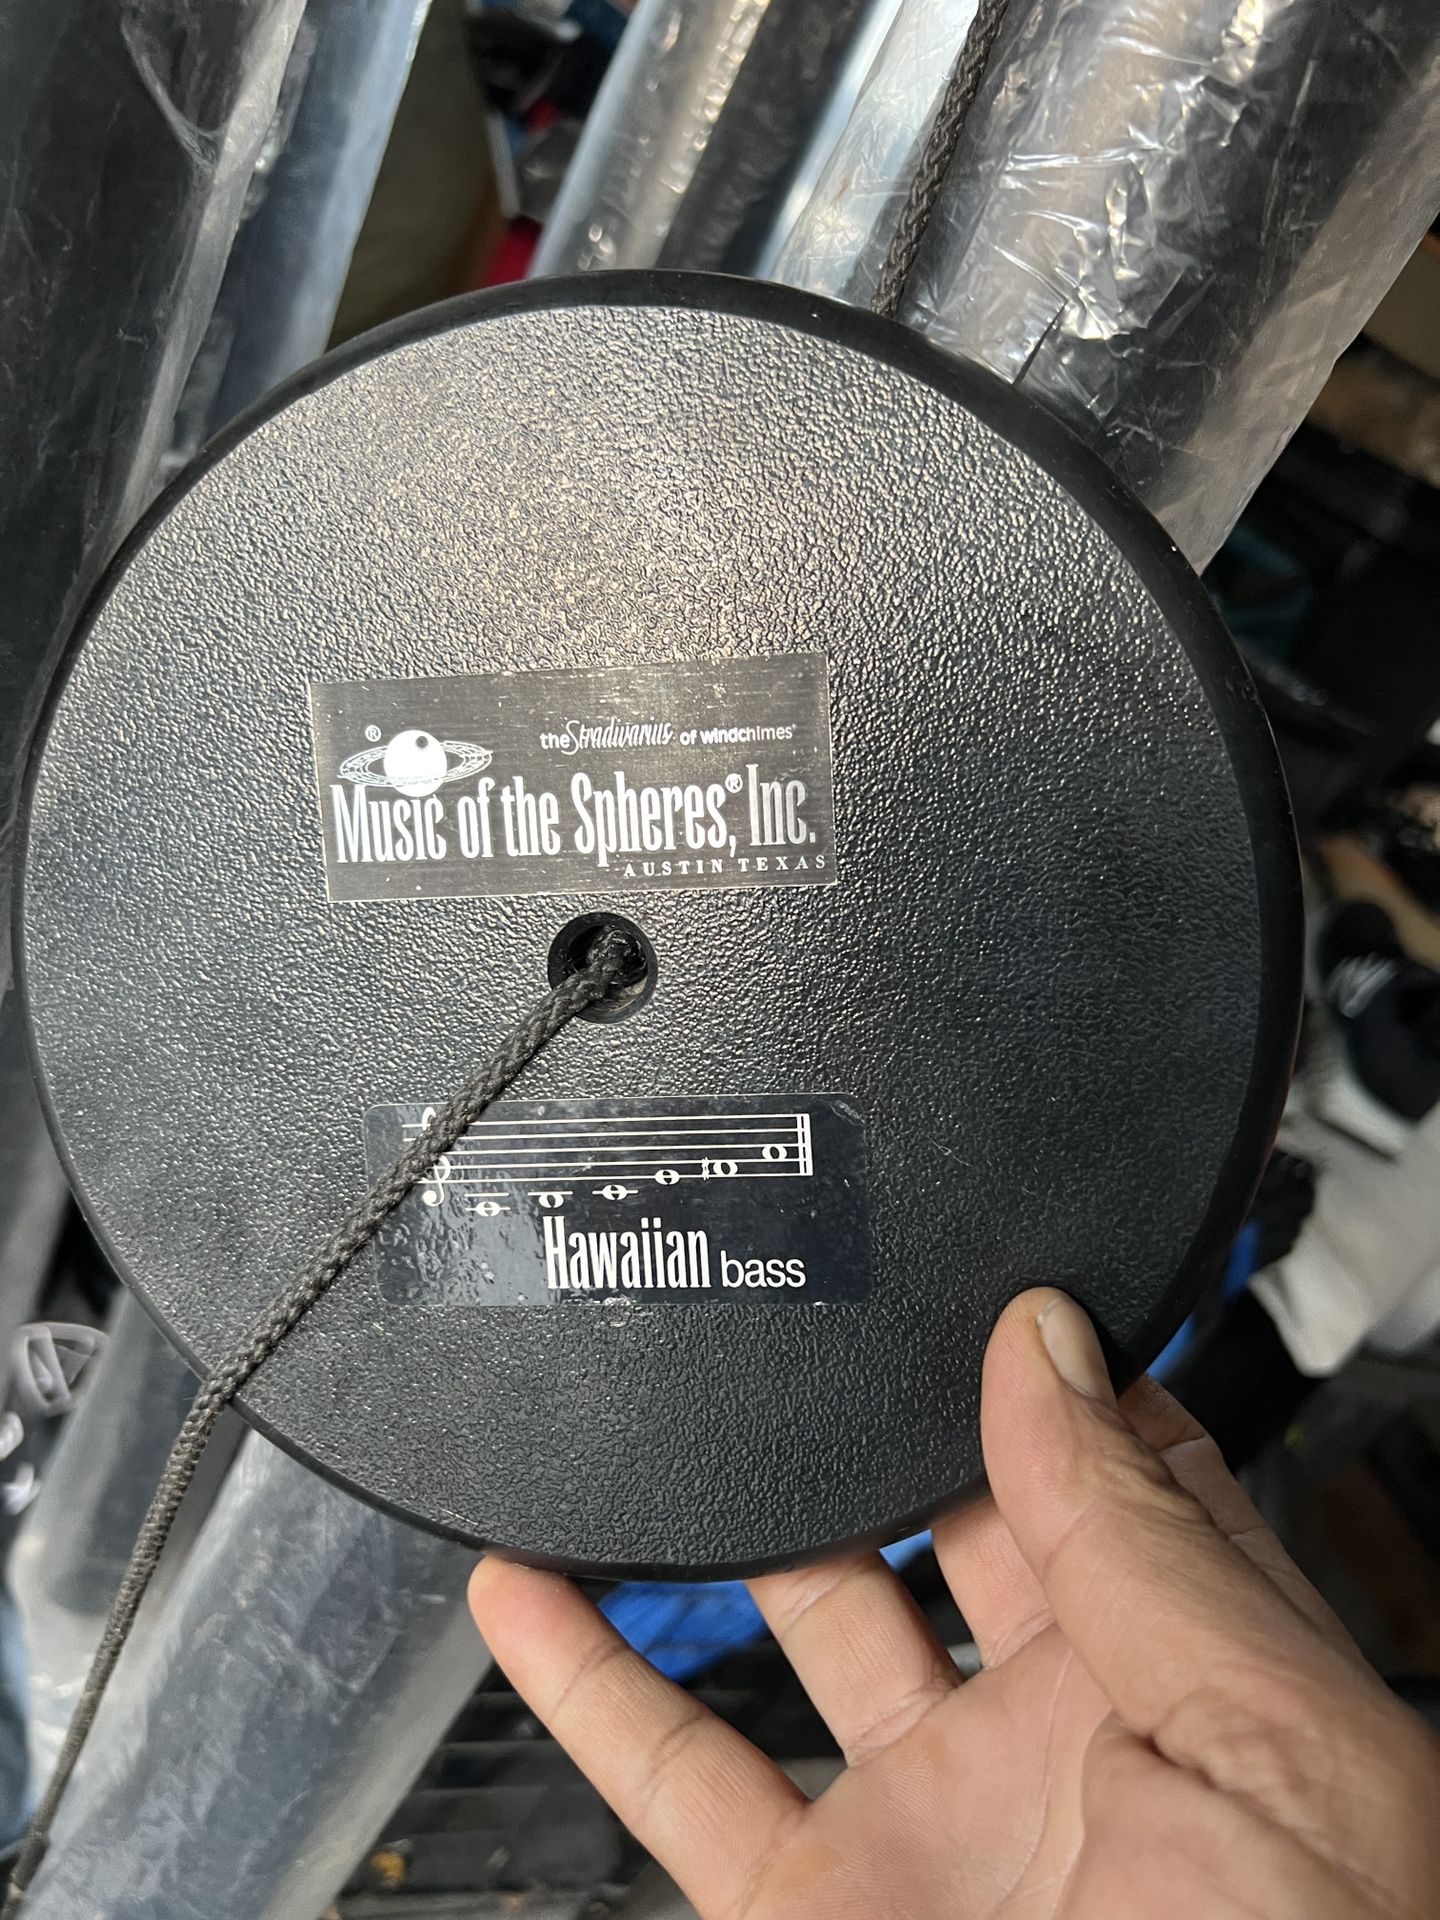 the Stradivarius of windchimes®
®
Music of the Spheres,® Inc.
AUSTIN TEXAS
Hawaiian bass